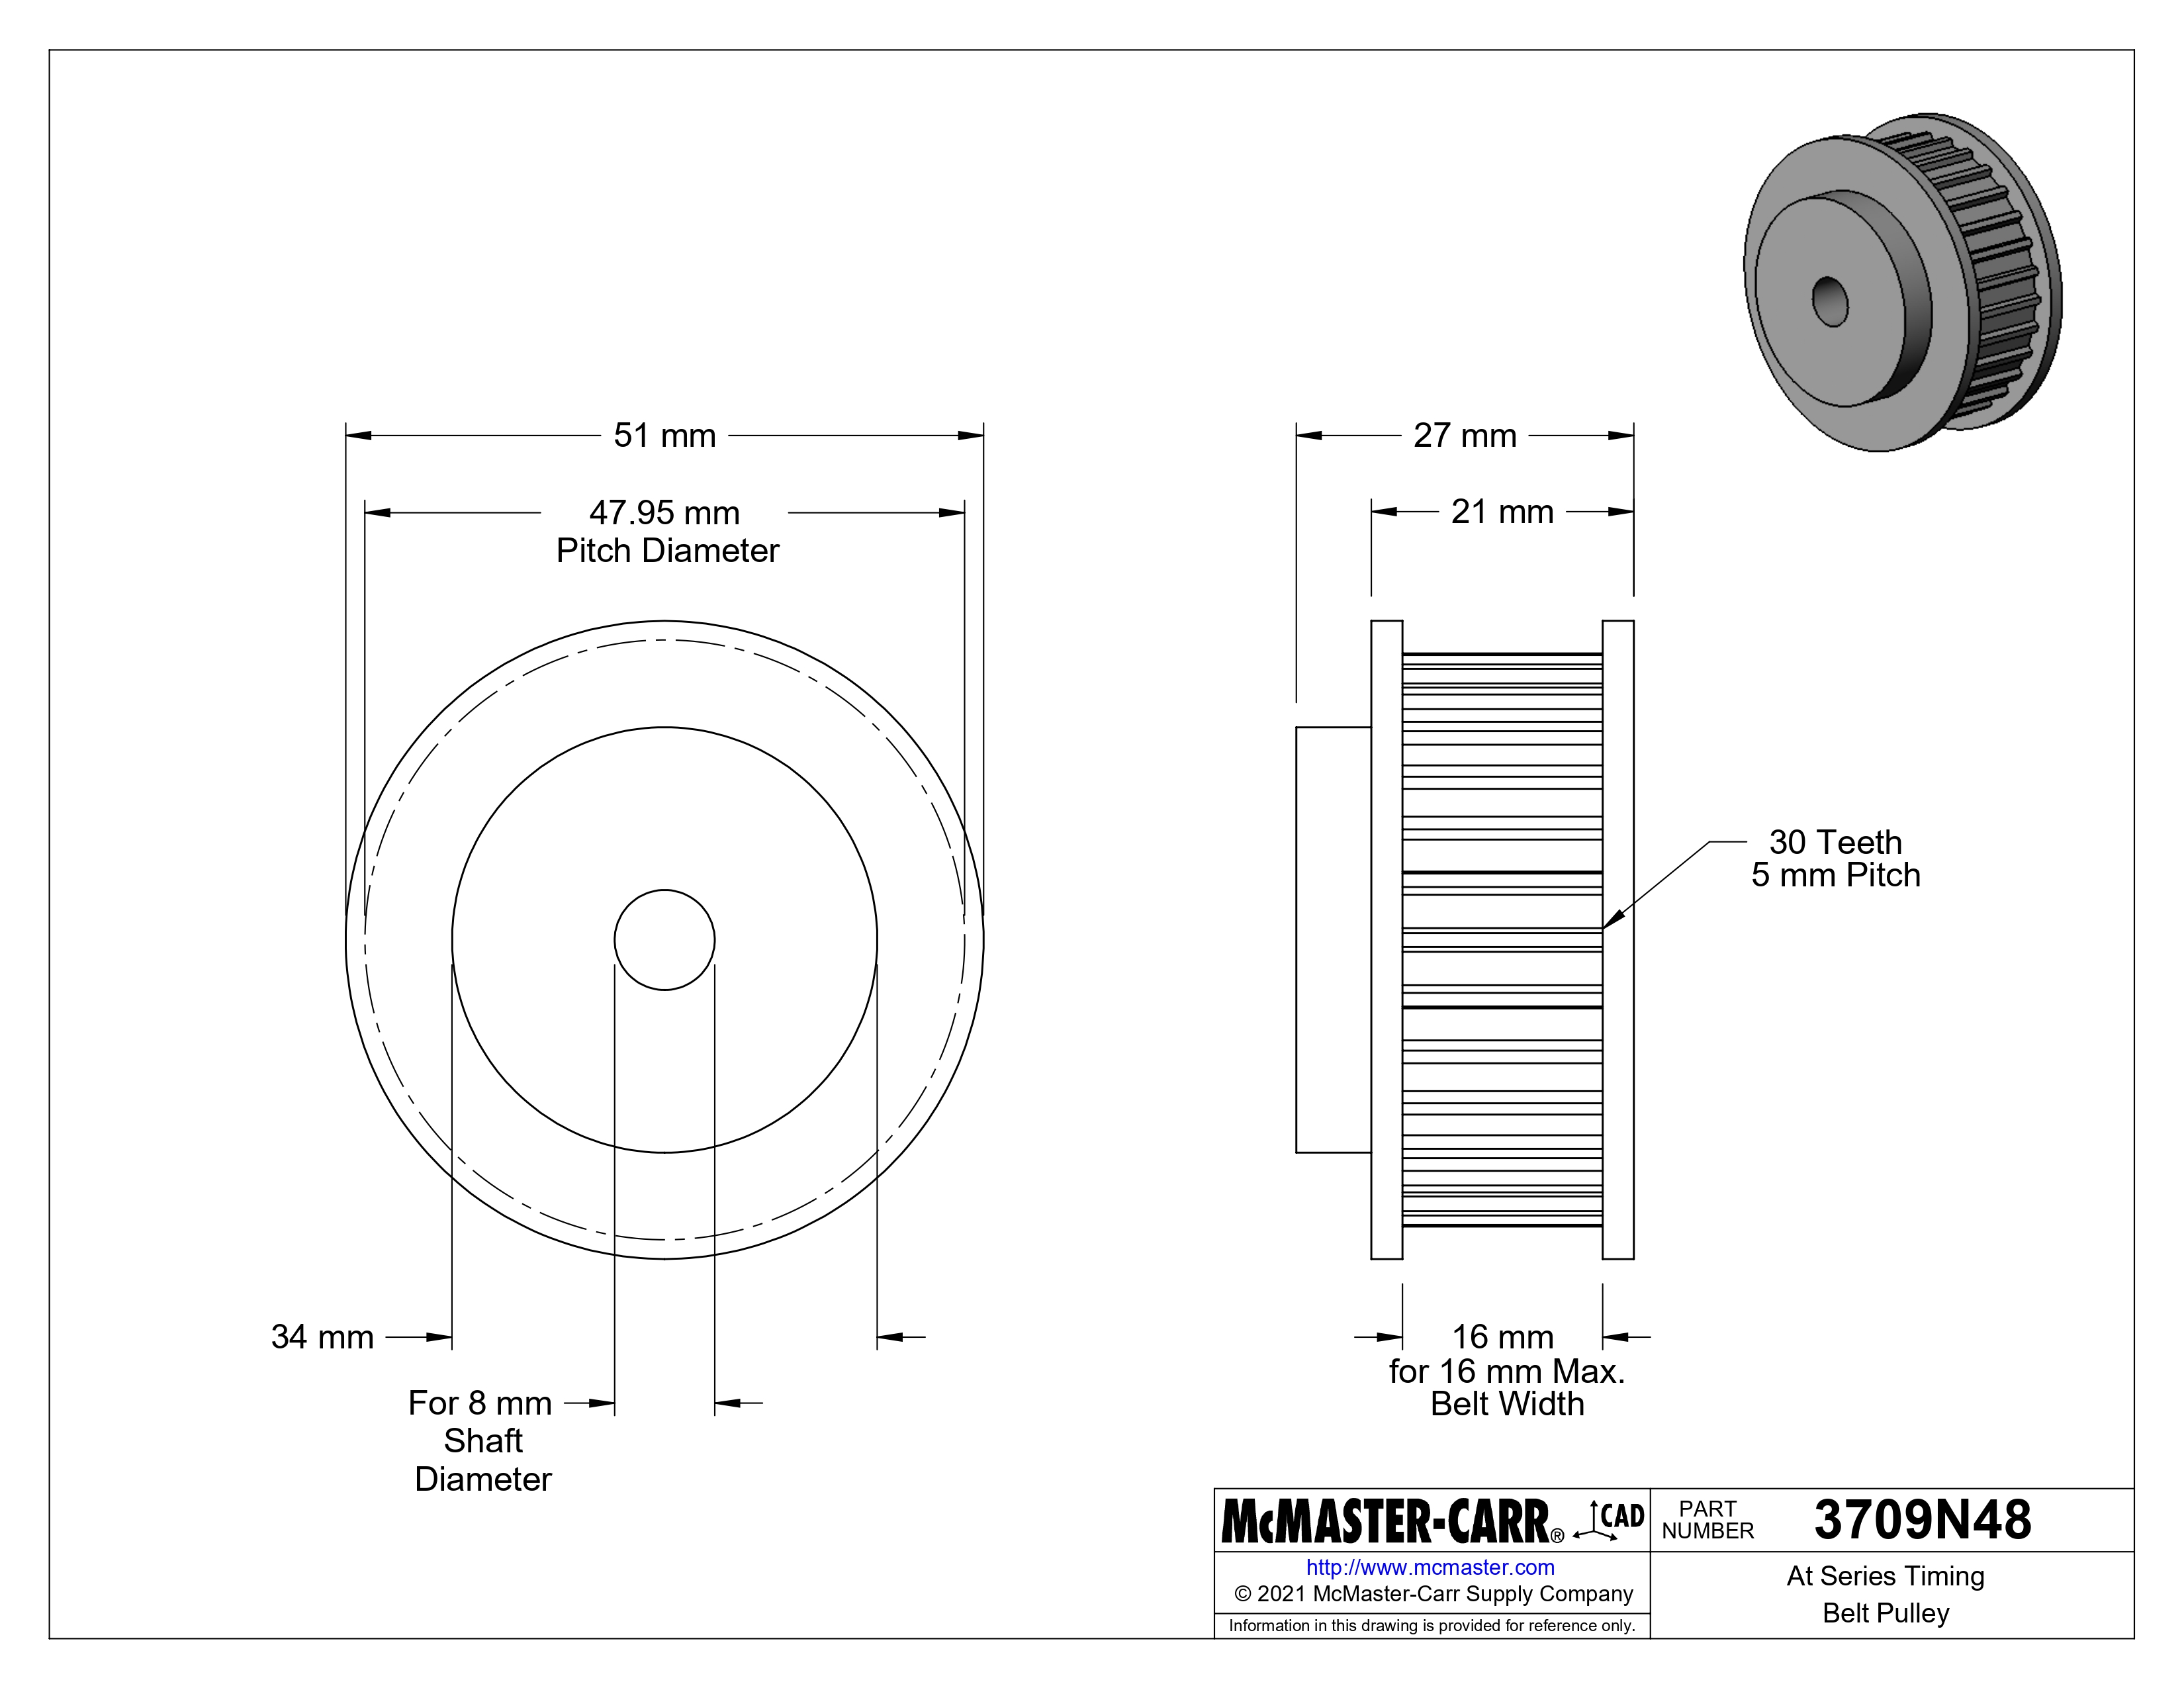 51 mm
47.95 mm
Pitch Diameter
27 mm
21 mm
30 Teeth
5 mm Pitch
34 mm
For 8 mm
Shaft
Diameter
16 mm
for 16 mm Max.
Belt Width
McMASTER-CARR® CAD
http://www.mcmaster.com
© 2021 McMaster-Carr Supply Company
Information in this drawing is provided for reference only.
PART
NUMBER
3709N48
At Series Timing
Belt Pulley